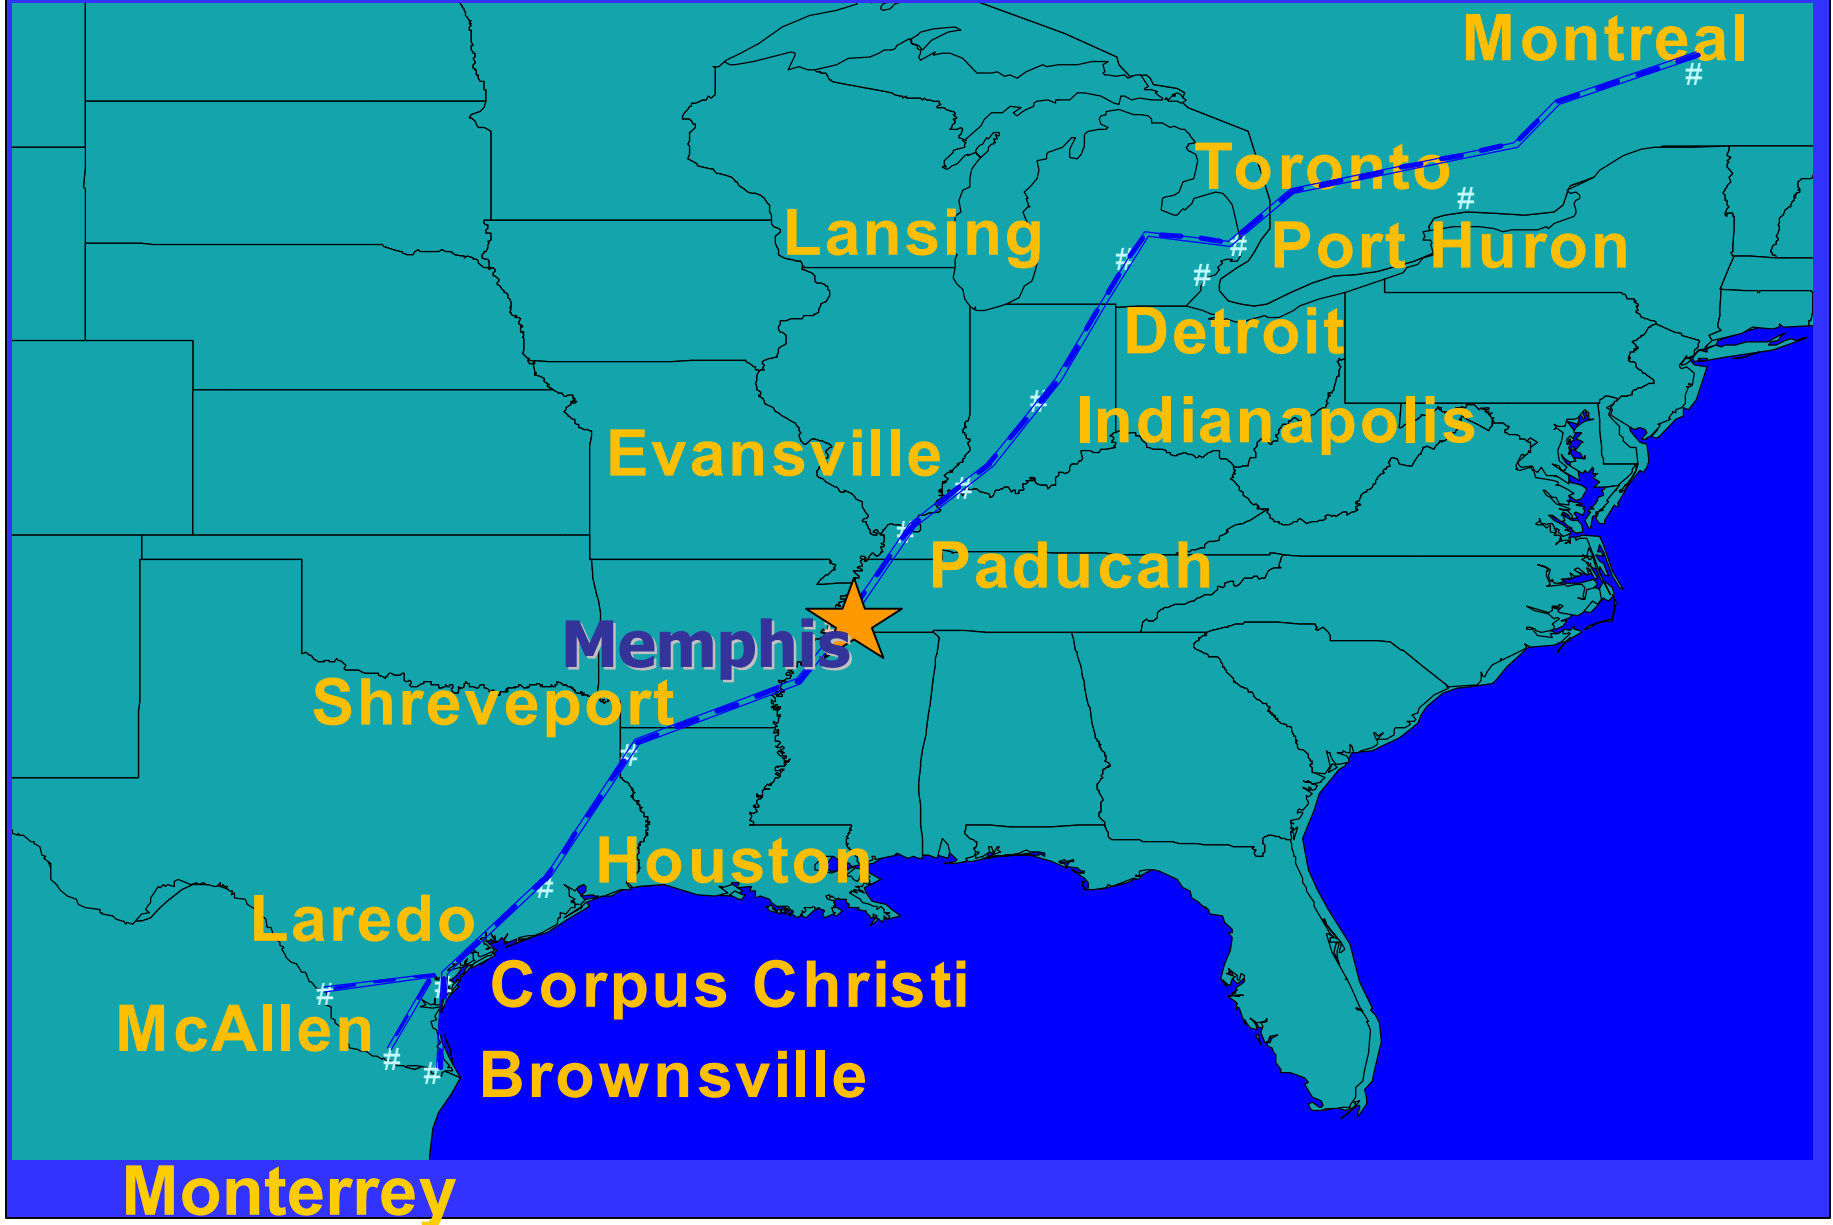 Montreal
Toronto
Lansing
Port Huron
Detroit
Indianapolis
Evansville
Paducah
Memphis
Shreveport
Houston
Laredo
Corpus Christi
McAllen
Brownsville
Monterrey